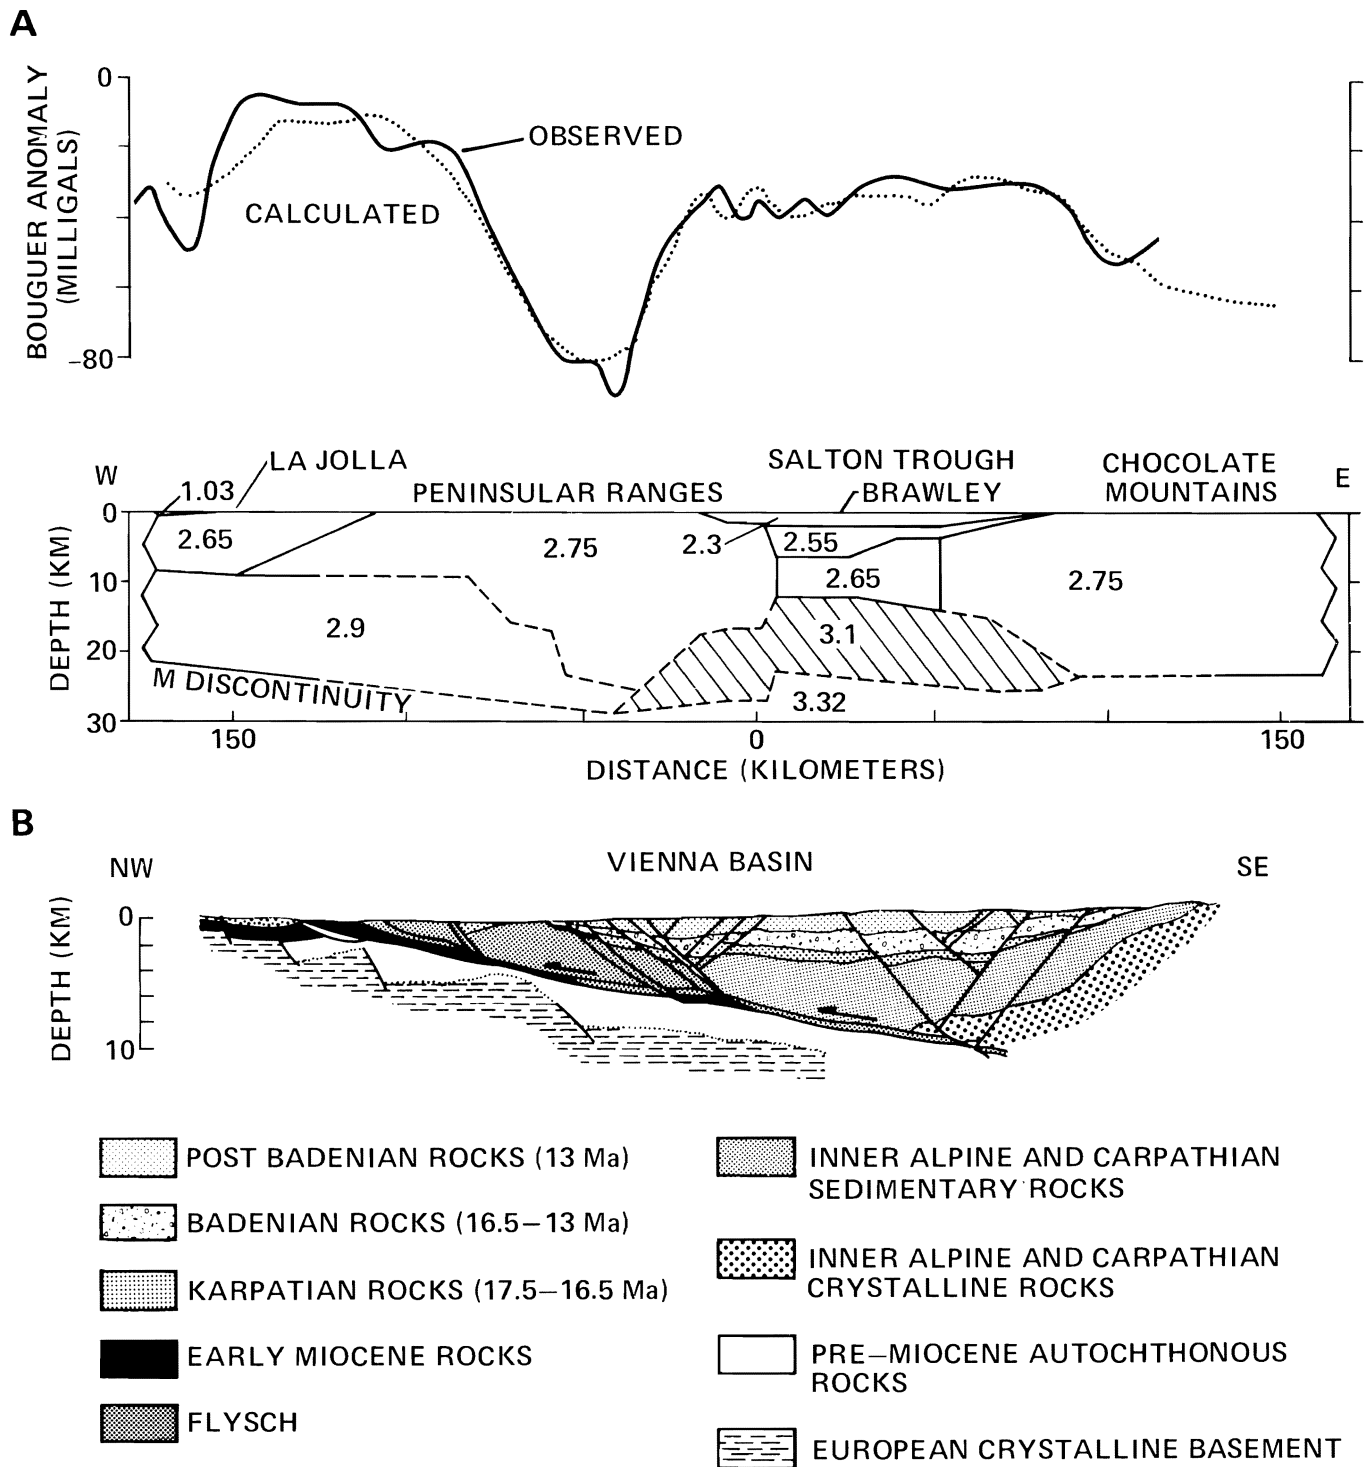 A
BOUGUER ANOMALY
(MILLIGALS)
0
-80
OBSERVED
CALCULATED
W
LA JOLLA
1.03
PENINSULAR RANGES
SALTON TROUGH
BRAWLEY
CHOCOLATE
MOUNTAINS
E
DEPTH (KM)
0
10
20
30
2.65
2.75
2.3
2.55
2.65
2.75
2.9
3.1
3.32
M DISCONTINUITY
150
0
150
DISTANCE (KILOMETERS)
B
NW
VIENNA BASIN
SE
DEPTH (KM)
0
10
POST BADENIAN ROCKS (13 Ma)
BADENIAN ROCKS (16.5–13 Ma)
KARPATIAN ROCKS (17.5–16.5 Ma)
EARLY MIOCENE ROCKS
FLYSCH
INNER ALPINE AND CARPATHIAN
SEDIMENTARY ROCKS
INNER ALPINE AND CARPATHIAN
CRYSTALLINE ROCKS
PRE–MIOCENE AUTOCHTHONOUS
ROCKS
EUROPEAN CRYSTALLINE BASEMENT